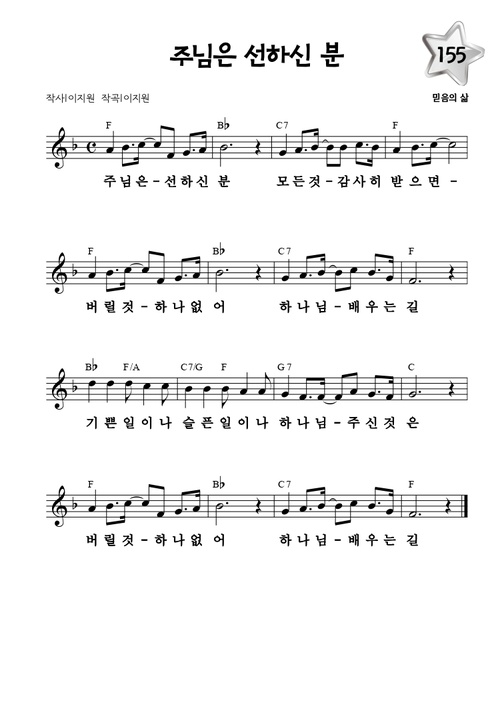 주님은 선하신 분
155
작사|이지원 작곡|이지원
믿음의 삶
F B♭ C7 F
주님은-선하신 분 모든것-감사히 받으면-
F B♭ C7 F
버릴것-하나없어 하나님-배우는길
B♭ F/A C7/G F G7 C
기쁜일이나 슬픈일이나 하나님-주신것은
F B♭ C7 F
버릴것-하나없어 하나님-배우는길